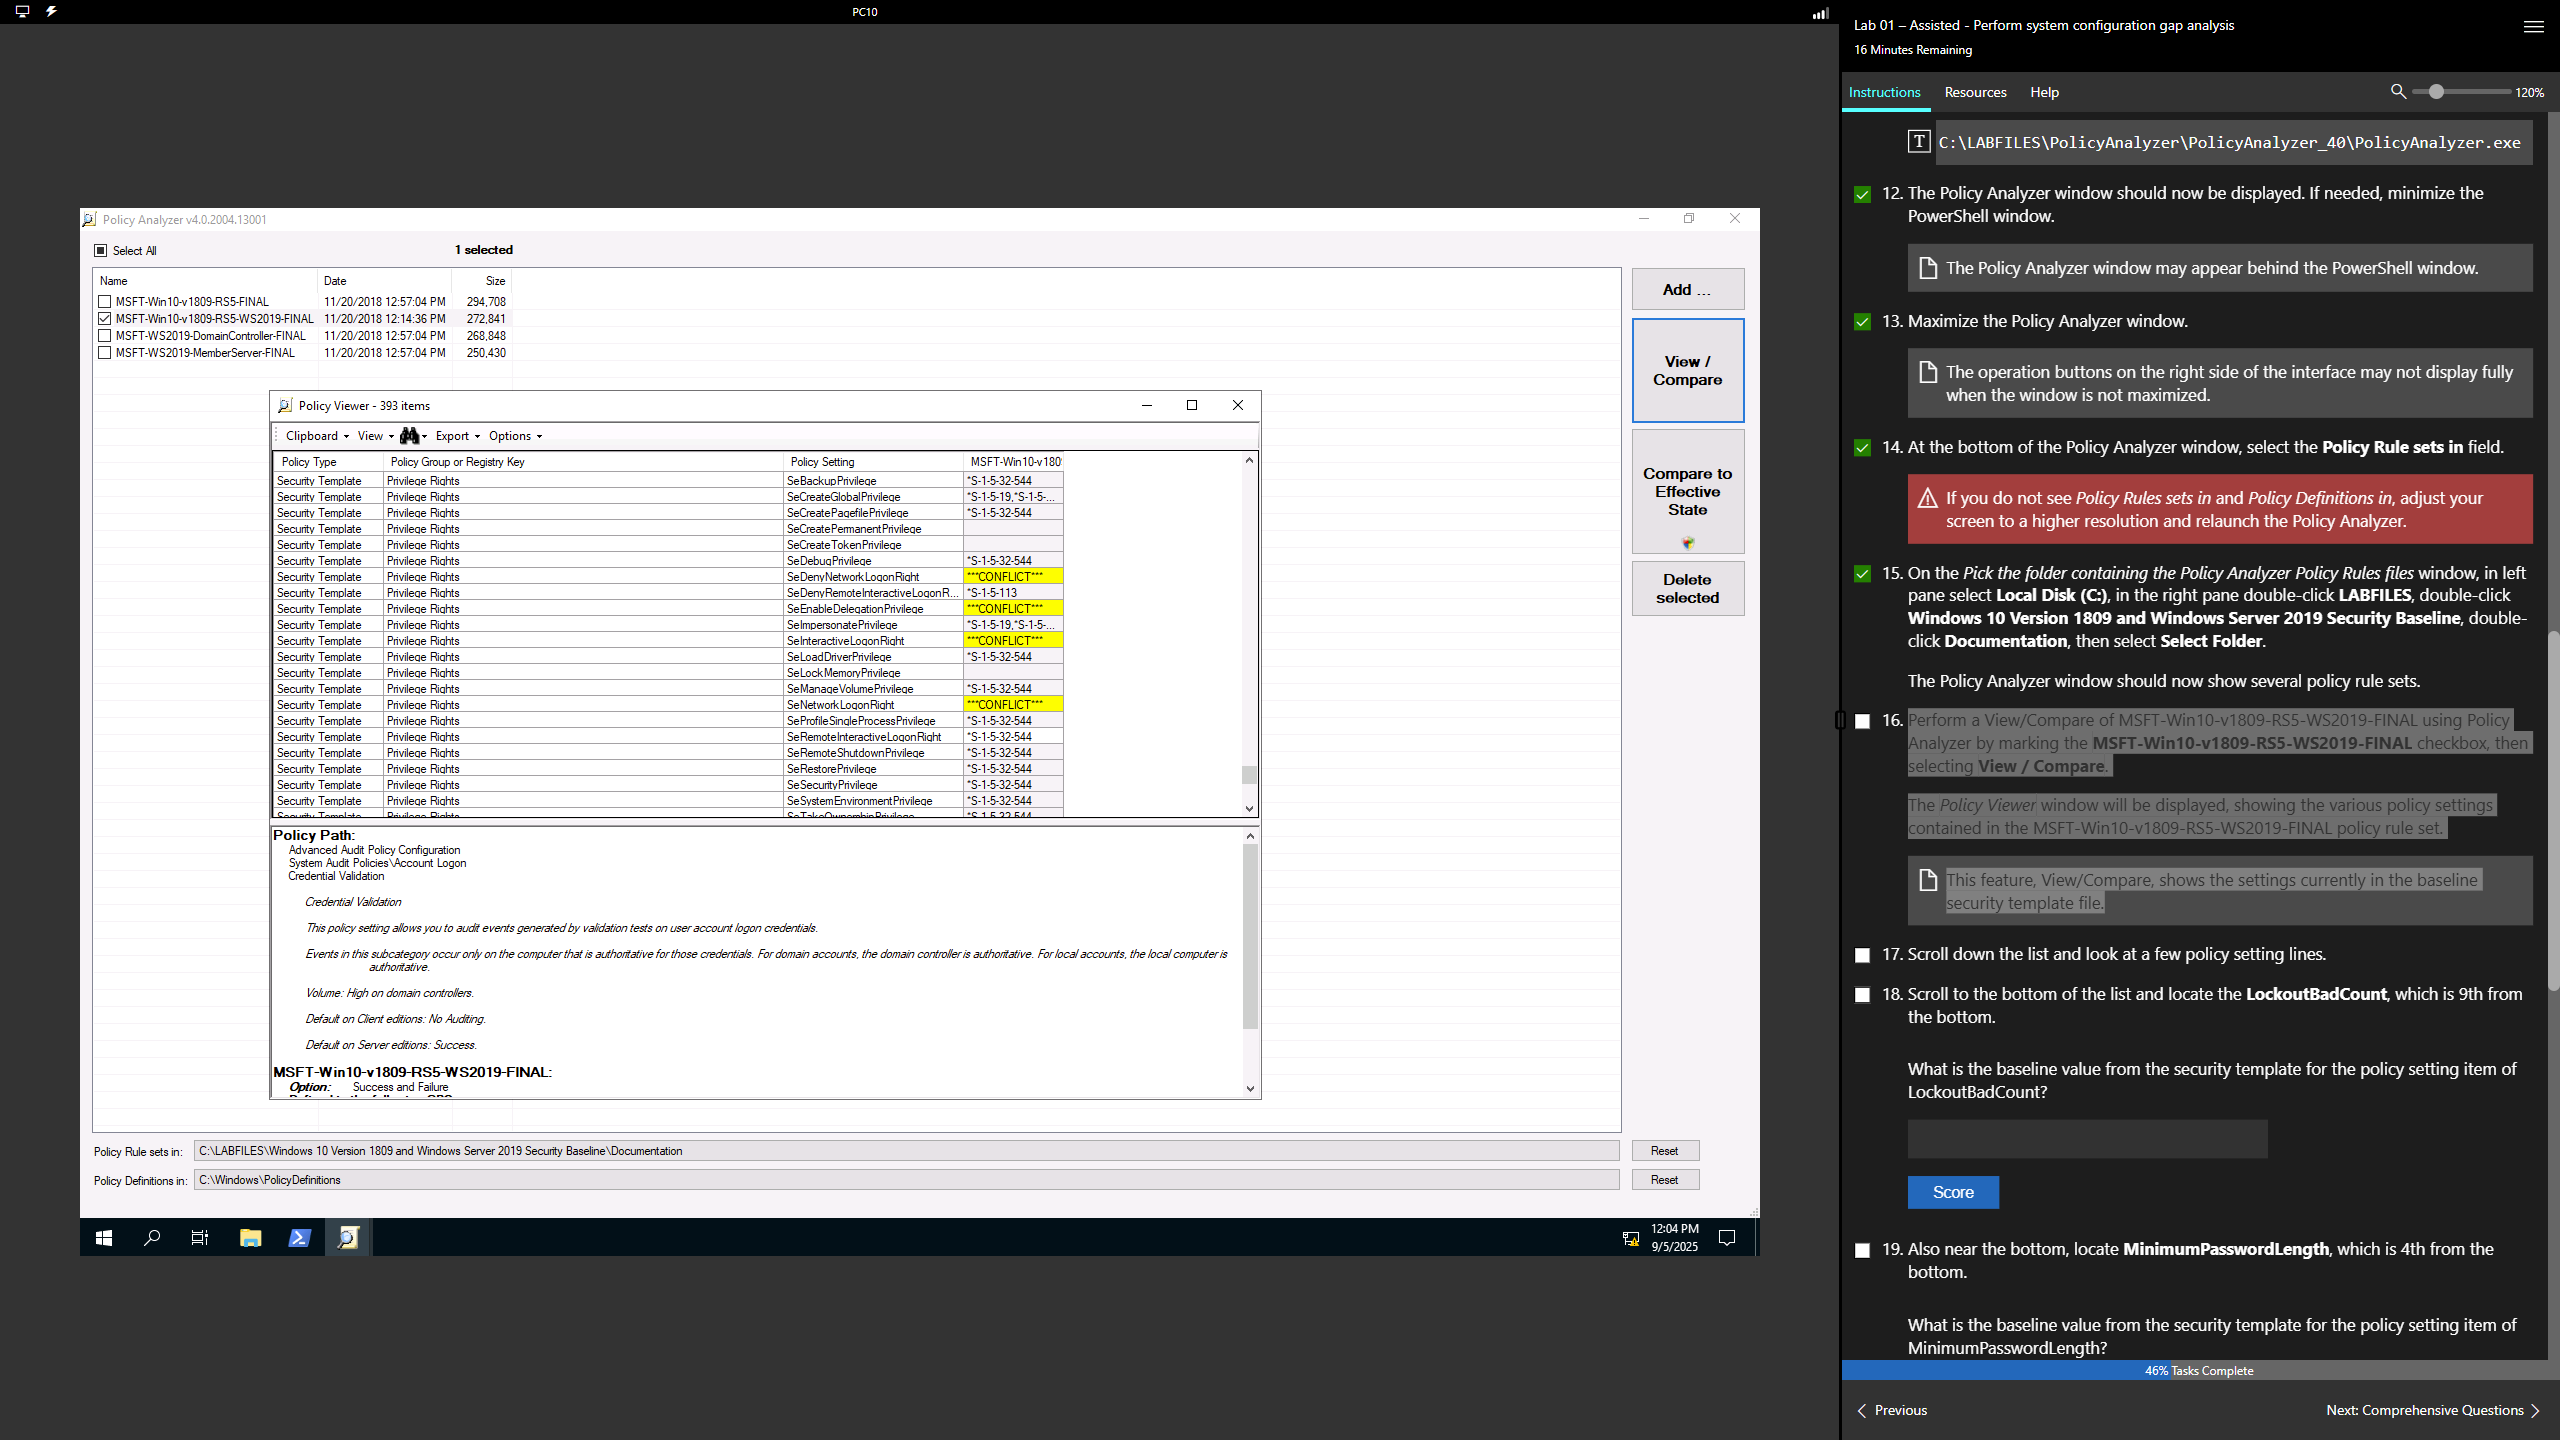 PC10
Policy Analyzer v4.0.2004.13001
Select All
1 selected
Name Date Size
MSFT-Win10-v1809-RS5-FINAL 11/20/2018 12:57:04 PM 294,708
MSFT-Win10-v1809-RS5-WS2019-FINAL 11/20/2018 12:14:36 PM 272,841
MSFT-WS2019-DomainController-FINAL 11/20/2018 12:57:04 PM 268,848
MSFT-WS2019-MemberServer-FINAL 11/20/2018 12:57:04 PM 250,430
Add ...
View /
Compare
Compare to
Effective
State
Delete
selected
Policy Viewer - 393 items
Clipboard View Export Options
Policy Type Policy Group or Registry Key Policy Setting MSFT-Win10-v180
Security Template Privilege Rights SeBackupPrivilege *S-1-5-32-544
Security Template Privilege Rights SeCreateGlobalPrivilege *S-1-5-19,*S-1-5-...
Security Template Privilege Rights SeCreatePagefilePrivilege *S-1-5-32-544
Security Template Privilege Rights SeCreatePermanentPrivilege
Security Template Privilege Rights SeCreateTokenPrivilege
Security Template Privilege Rights SeDebugPrivilege *S-1-5-32-544
Security Template Privilege Rights SeDenyNetworkLogonRight ***CONFLICT***
Security Template Privilege Rights SeDenyRemoteInteractiveLogonR... *S-1-5-113
Security Template Privilege Rights SeEnableDelegationPrivilege ***CONFLICT***
Security Template Privilege Rights SeImpersonatePrivilege *S-1-5-19,*S-1-5-...
Security Template Privilege Rights SeInteractiveLogonRight ***CONFLICT***
Security Template Privilege Rights SeLoadDriverPrivilege *S-1-5-32-544
Security Template Privilege Rights SeLockMemoryPrivilege
Security Template Privilege Rights SeManageVolumePrivilege *S-1-5-32-544
Security Template Privilege Rights SeNetworkLogonRight ***CONFLICT***
Security Template Privilege Rights SeProfileSingleProcessPrivilege *S-1-5-32-544
Security Template Privilege Rights SeRemoteInteractiveLogonRight *S-1-5-32-544
Security Template Privilege Rights SeRemoteShutdownPrivilege *S-1-5-32-544
Security Template Privilege Rights SeRestorePrivilege *S-1-5-32-544
Security Template Privilege Rights SeSecurityPrivilege *S-1-5-32-544
Security Template Privilege Rights SeSystemEnvironmentPrivilege *S-1-5-32-544
Security Template Privilege Rights SeTakeOwnershipPrivilege *S-1-5-32-544
Policy Path:
Advanced Audit Policy Configuration
System Audit Policies\Account Logon
Credential Validation
Credential Validation
This policy setting allows you to audit events generated by validation tests on user account logon credentials.
Events in this subcategory occur only on the computer that is authoritative for those credentials. For domain accounts, the domain controller is authoritative. For local accounts, the local computer is
authoritative.
Volume: High on domain controllers.
Default on Client editions: No Auditing.
Default on Server editions: Success.
MSFT-Win10-v1809-RS5-WS2019-FINAL:
Option: Success and Failure
Policy Rule sets in: C:\LABFILES\Windows 10 Version 1809 and Windows Server 2019 Security Baseline\Documentation Reset
Policy Definitions in: C:\Windows\PolicyDefinitions Reset
12:04 PM
9/5/2025
Lab 01 – Assisted - Perform system configuration gap analysis
16 Minutes Remaining
Instructions Resources Help 120%
T C:\LABFILES\PolicyAnalyzer\PolicyAnalyzer_40\PolicyAnalyzer.exe
12. The Policy Analyzer window should now be displayed. If needed, minimize the
PowerShell window.
The Policy Analyzer window may appear behind the PowerShell window.
13. Maximize the Policy Analyzer window.
The operation buttons on the right side of the interface may not display fully
when the window is not maximized.
14. At the bottom of the Policy Analyzer window, select the Policy Rule sets in field.
If you do not see Policy Rules sets in and Policy Definitions in, adjust your
screen to a higher resolution and relaunch the Policy Analyzer.
15. On the Pick the folder containing the Policy Analyzer Policy Rules files window, in left
pane select Local Disk (C:), in the right pane double-click LABFILES, double-click
Windows 10 Version 1809 and Windows Server 2019 Security Baseline, double-
click Documentation, then select Select Folder.
The Policy Analyzer window should now show several policy rule sets.
16. Perform a View/Compare of MSFT-Win10-v1809-RS5-WS2019-FINAL using Policy
Analyzer by marking the MSFT-Win10-v1809-RS5-WS2019-FINAL checkbox, then
selecting View / Compare.
The Policy Viewer window will be displayed, showing the various policy settings
contained in the MSFT-Win10-v1809-RS5-WS2019-FINAL policy rule set.
This feature, View/Compare, shows the settings currently in the baseline
security template file.
17. Scroll down the list and look at a few policy setting lines.
18. Scroll to the bottom of the list and locate the LockoutBadCount, which is 9th from
the bottom.
What is the baseline value from the security template for the policy setting item of
LockoutBadCount?
Score
19. Also near the bottom, locate MinimumPasswordLength, which is 4th from the
bottom.
What is the baseline value from the security template for the policy setting item of
MinimumPasswordLength?
46% Tasks Complete
Previous
Next: Comprehensive Questions